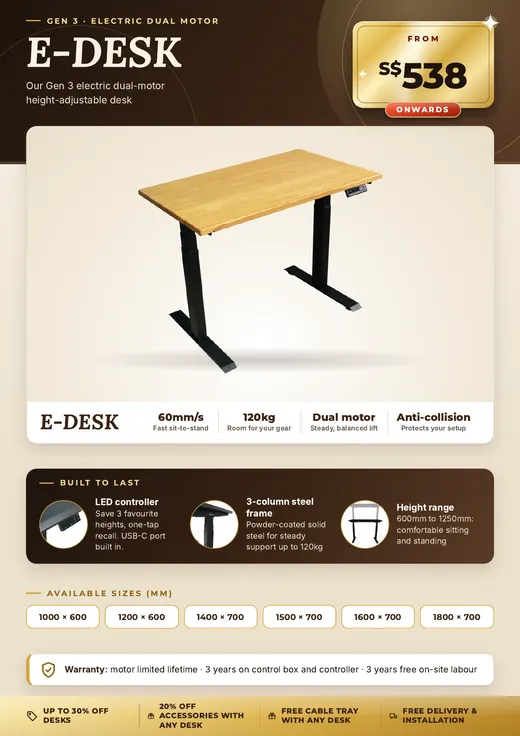 GEN 3 · ELECTRIC DUAL MOTOR
E-DESK
Our Gen 3 electric dual-motor
height-adjustable desk
FROM
S$538
ONWARDS
E-DESK
60mm/s
Fast sit-to-stand
120kg
Room for your gear
Dual motor
Steady, balanced lift
Anti-collision
Protects your setup
BUILT TO LAST
LED controller
Save 3 favourite
heights, one-tap
recall. USB-C port
built in.
3-column steel
frame
Powder-coated solid
steel for steady
support up to 120kg
Height range
600mm to 1250mm:
comfortable sitting
and standing
AVAILABLE SIZES (MM)
1000 × 600
1200 × 600
1400 × 700
1500 × 700
1600 × 700
1800 × 700
Warranty: motor limited lifetime · 3 years on control box and controller · 3 years free on-site labour
UP TO 30% OFF
DESKS
20% OFF
ACCESSORIES WITH
ANY DESK
FREE CABLE TRAY
WITH ANY DESK
FREE DELIVERY &
INSTALLATION